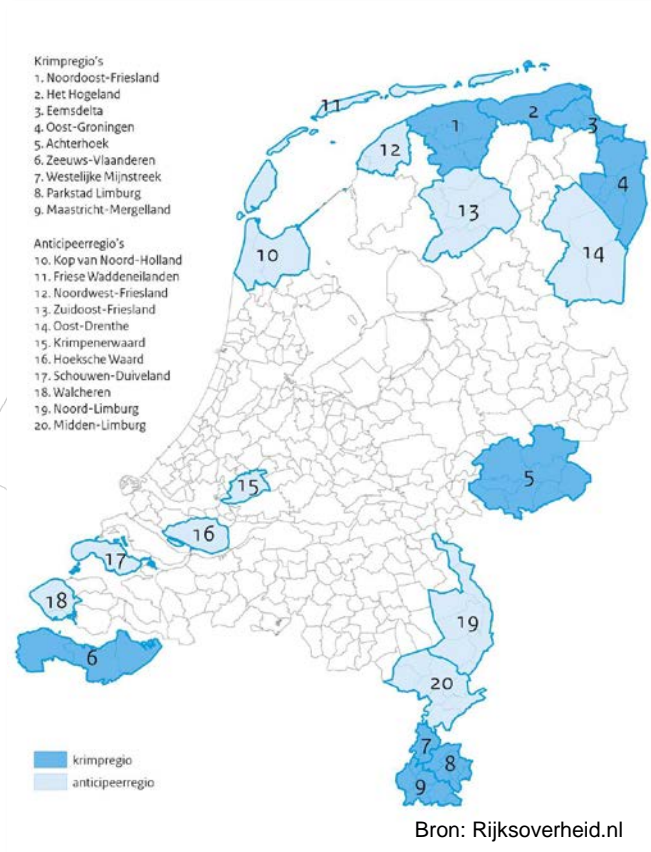 Krimpregio's
1. Noordoost-Friesland
2. Het Hogeland
3. Eemsdelta
4. Oost-Groningen
5. Achterhoek
6. Zeeuws-Vlaanderen
7. Westelijke Mijnstreek
8. Parkstad Limburg
9. Maastricht-Mergelland
Anticipeerregio's
10. Kop van Noord-Holland
11. Friese Waddeneilanden
12. Noordwest-Friesland
13. Zuidoost-Friesland
14. Oost-Drenthe
15. Krimpenerwaard
16. Hoeksche Waard
17. Schouwen-Duiveland
18. Walcheren
19. Noord-Limburg
20. Midden-Limburg
11
1
2
3
12
4
13
10
14
5
15
16
17
18
19
6
20
7
8
9
krimpregio
anticipeerregio
Bron: Rijksoverheid.nl